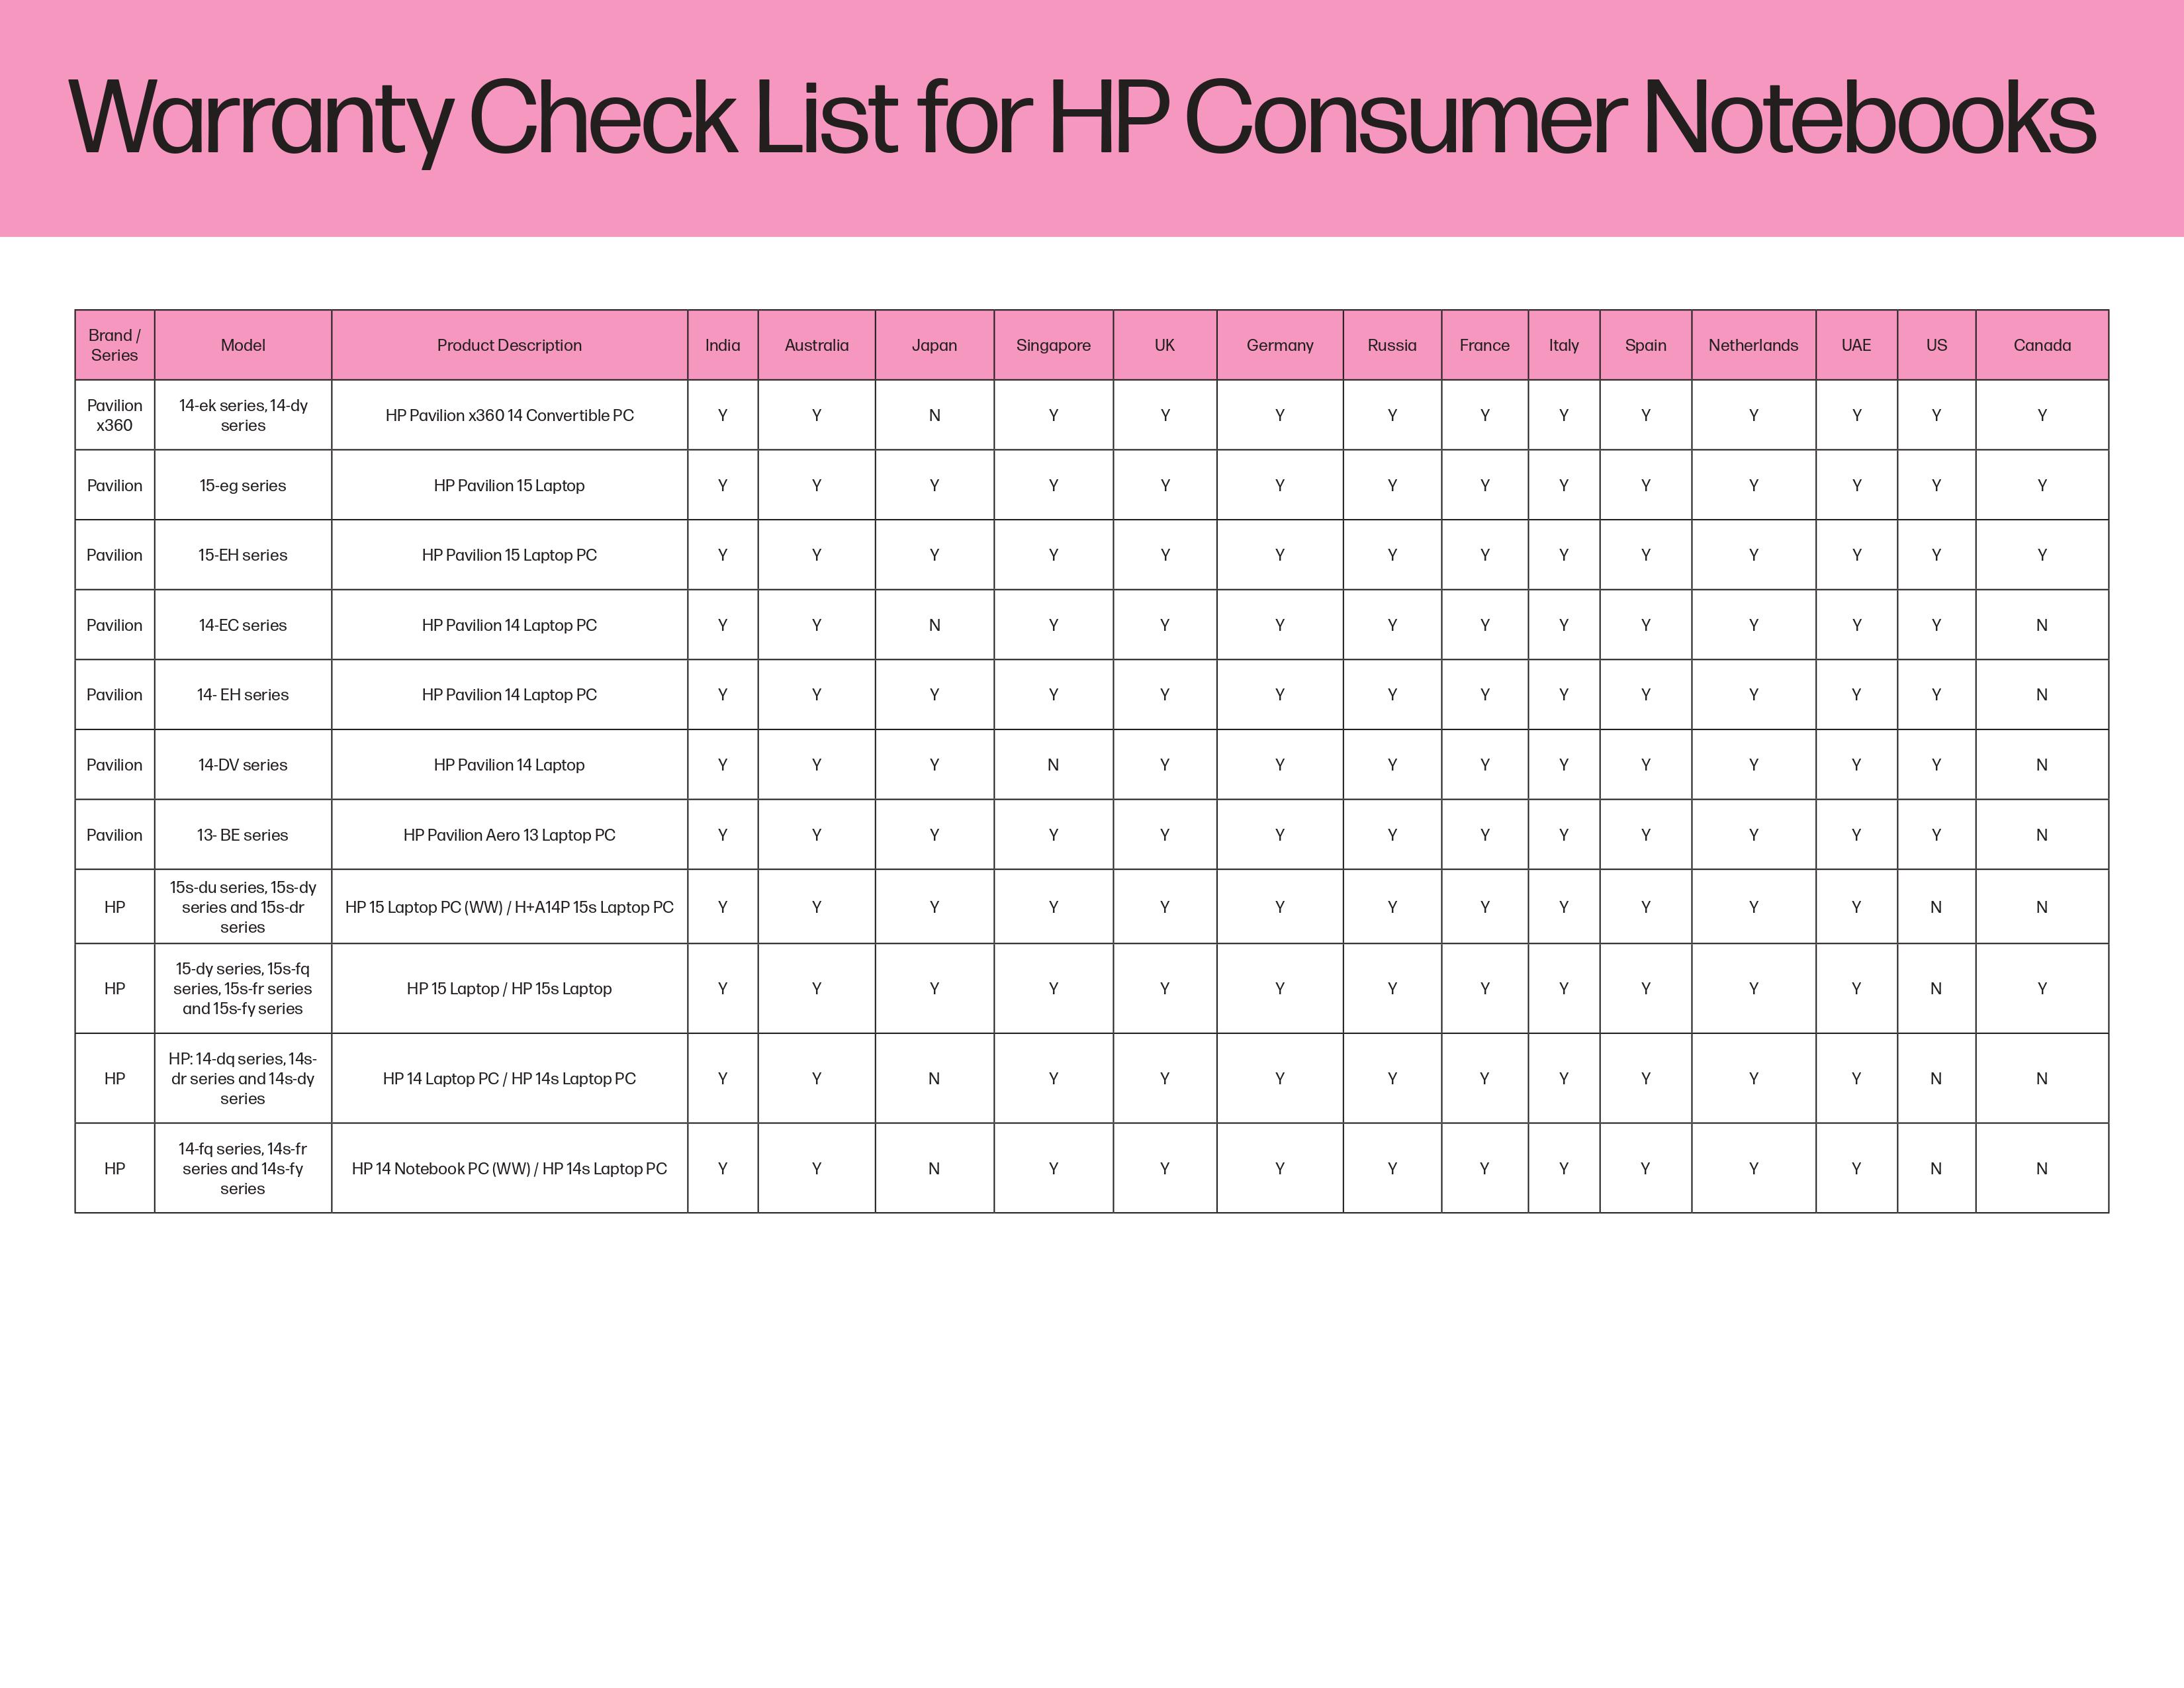 Warranty Check List for HP Consumer Notebooks
Brand / Series Model Product Description India Australia Japan Singapore UK Germany Russia France Italy Spain Netherlands UAE US Canada
Pavilion x360 14-ek series, 14-dy series HP Pavilion x360 14 Convertible PC Y Y N Y Y Y Y Y Y Y Y Y Y Y
Pavilion 15-eg series HP Pavilion 15 Laptop Y Y Y Y Y Y Y Y Y Y Y Y Y Y
Pavilion 15-EH series HP Pavilion 15 Laptop PC Y Y Y Y Y Y Y Y Y Y Y Y Y Y
Pavilion 14-EC series HP Pavilion 14 Laptop PC Y Y N Y Y Y Y Y Y Y Y Y Y N
Pavilion 14- EH series HP Pavilion 14 Laptop PC Y Y Y Y Y Y Y Y Y Y Y Y Y N
Pavilion 14-DV series HP Pavilion 14 Laptop Y Y Y N Y Y Y Y Y Y Y Y Y N
Pavilion 13- BE series HP Pavilion Aero 13 Laptop PC Y Y Y Y Y Y Y Y Y Y Y Y Y N
HP 15s-du series, 15s-dy series and 15s-dr series HP 15 Laptop PC (WW) / H+A14P 15s Laptop PC Y Y Y Y Y Y Y Y Y Y Y Y N N
HP 15-dy series, 15s-fq series, 15s-fr series and 15s-fy series HP 15 Laptop / HP 15s Laptop Y Y Y Y Y Y Y Y Y Y Y Y N Y
HP HP: 14-dq series, 14s-dr series and 14s-dy series HP 14 Laptop PC / HP 14s Laptop PC Y Y N Y Y Y Y Y Y Y Y Y N N
HP 14-fq series, 14s-fr series and 14s-fy series HP 14 Notebook PC (WW) / HP 14s Laptop PC Y Y N Y Y Y Y Y Y Y Y Y N N